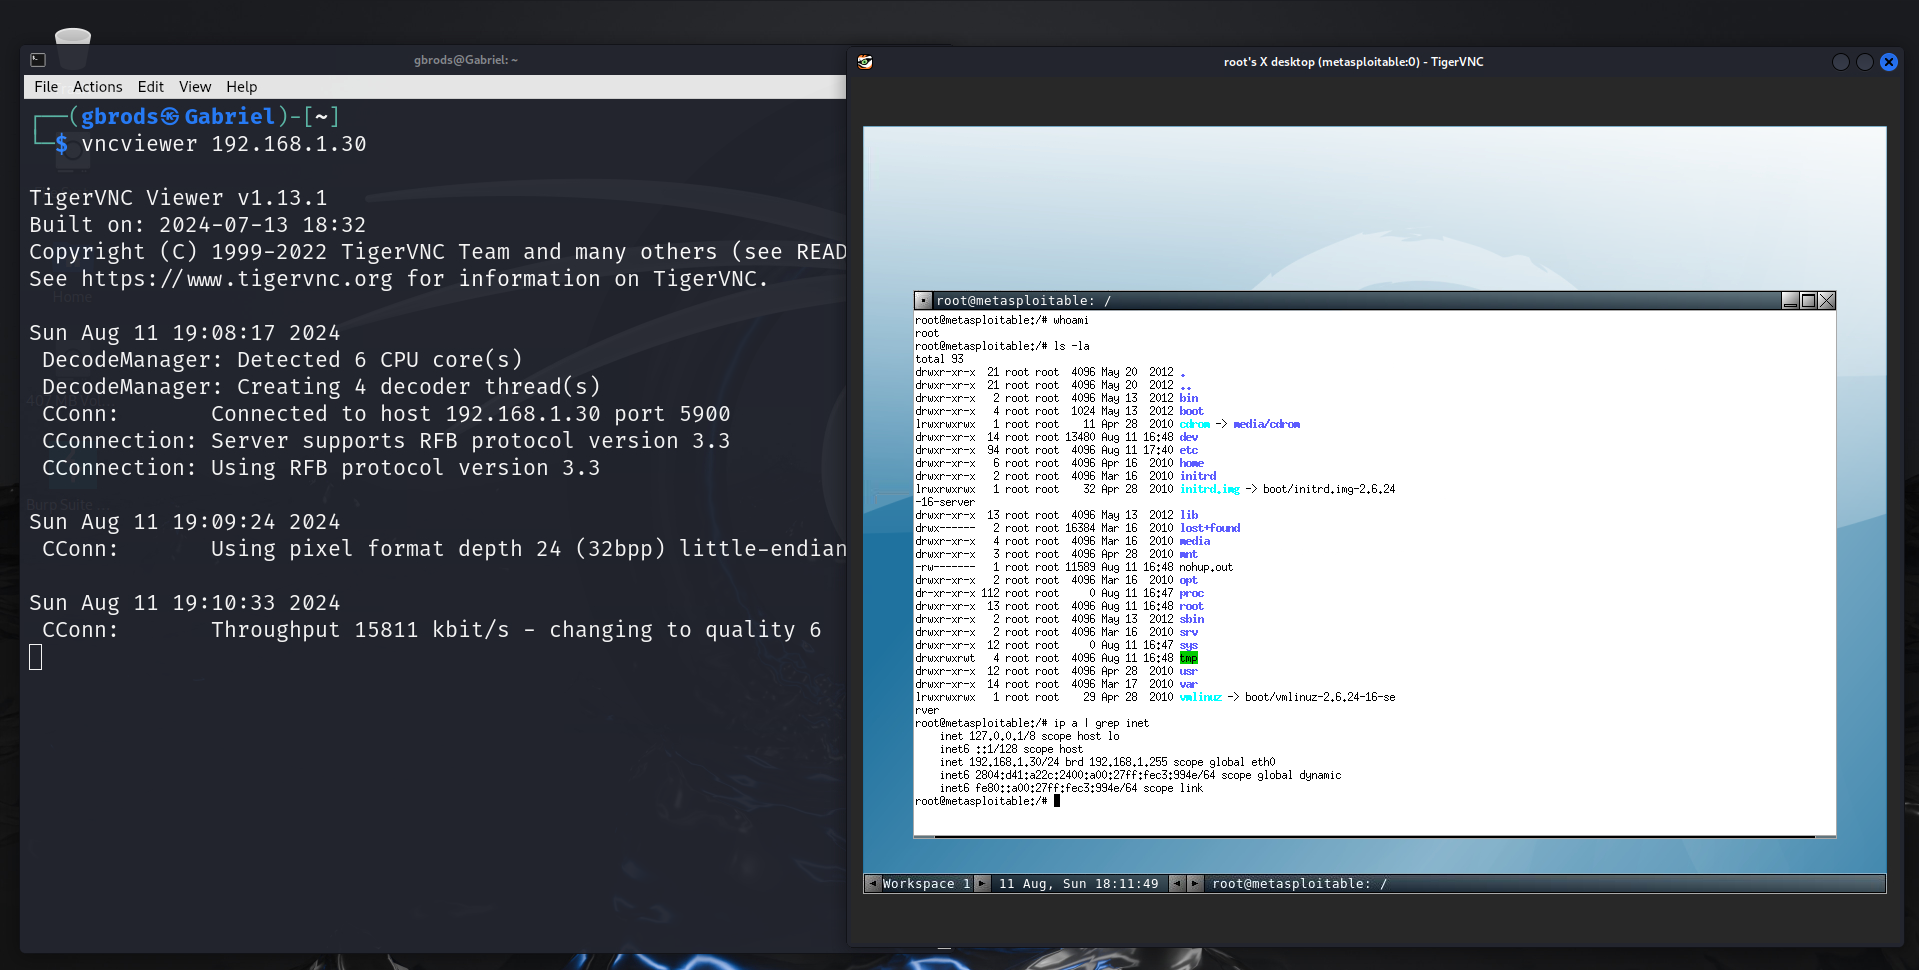 gbrods@Gabriel: ~
File Actions Edit View Help
(gbrods㉿Gabriel)-[~]
$ vncviewer 192.168.1.30
TigerVNC Viewer v1.13.1
Built on: 2024-07-13 18:32
Copyright (C) 1999-2022 TigerVNC Team and many others (see READ
See https://www.tigervnc.org for information on TigerVNC.
Home
Sun Aug 11 19:08:17 2024
DecodeManager: Detected 6 CPU core(s)
DecodeManager: Creating 4 decoder thread(s)
CConn: Connected to host 192.168.1.30 port 5900
CConnection: Server supports RFB protocol version 3.3
CConnection: Using RFB protocol version 3.3
Burp Suite ...
Sun Aug 11 19:09:24 2024
CConn: Using pixel format depth 24 (32bpp) little-endian
Sun Aug 11 19:10:33 2024
CConn: Throughput 15811 kbit/s - changing to quality 6
root's X desktop (metasploitable:0) - TigerVNC
root@metasploitable: /
root@metasploitable:/# whoami
root
root@metasploitable:/# ls -la
total 93
drwxr-xr-x 21 root root 4096 May 20 2012 .
drwxr-xr-x 21 root root 4096 May 20 2012 ..
drwxr-xr-x 2 root root 4096 May 13 2012 bin
drwxr-xr-x 4 root root 1024 May 13 2012 boot
lrwxrwxrwx 1 root root 11 Apr 28 2010 cdrom -> media/cdrom
drwxr-xr-x 14 root root 13480 Aug 11 16:48 dev
drwxr-xr-x 94 root root 4096 Aug 11 17:40 etc
drwxr-xr-x 6 root root 4096 Apr 16 2010 home
drwxr-xr-x 2 root root 4096 Mar 16 2010 initrd
lrwxrwxrwx 1 root root 32 Apr 28 2010 initrd.img -> boot/initrd.img-2.6.24
-16-server
drwxr-xr-x 13 root root 4096 May 13 2012 lib
drwx------ 2 root root 16384 Mar 16 2010 lost+found
drwxr-xr-x 4 root root 4096 Mar 16 2010 media
drwxr-xr-x 3 root root 4096 Apr 28 2010 mnt
-rw------- 1 root root 11589 Aug 11 16:48 nohup.out
drwxr-xr-x 2 root root 4096 Mar 16 2010 opt
dr-xr-xr-x 112 root root 0 Aug 11 16:47 proc
drwxr-xr-x 13 root root 4096 Aug 11 16:48 root
drwxr-xr-x 2 root root 4096 May 13 2012 sbin
drwxr-xr-x 2 root root 4096 Mar 16 2010 srv
drwxr-xr-x 12 root root 0 Aug 11 16:47 sys
drwxrwxrwt 4 root root 4096 Aug 11 16:48 tmp
drwxr-xr-x 12 root root 4096 Apr 28 2010 usr
drwxr-xr-x 14 root root 4096 Mar 17 2010 var
lrwxrwxrwx 1 root root 29 Apr 28 2010 vmlinuz -> boot/vmlinuz-2.6.24-16-se
rver
root@metasploitable:/# ip a | grep inet
inet 127.0.0.1/8 scope host lo
inet6 ::1/128 scope host
inet 192.168.1.30/24 brd 192.168.1.255 scope global eth0
inet6 2804:d41:a22c:2400:a00:27ff:fec3:994e/64 scope global dynamic
inet6 fe80::a00:27ff:fec3:994e/64 scope link
root@metasploitable:/#
Workspace 1 11 Aug, Sun 18:11:49 root@metasploitable: /